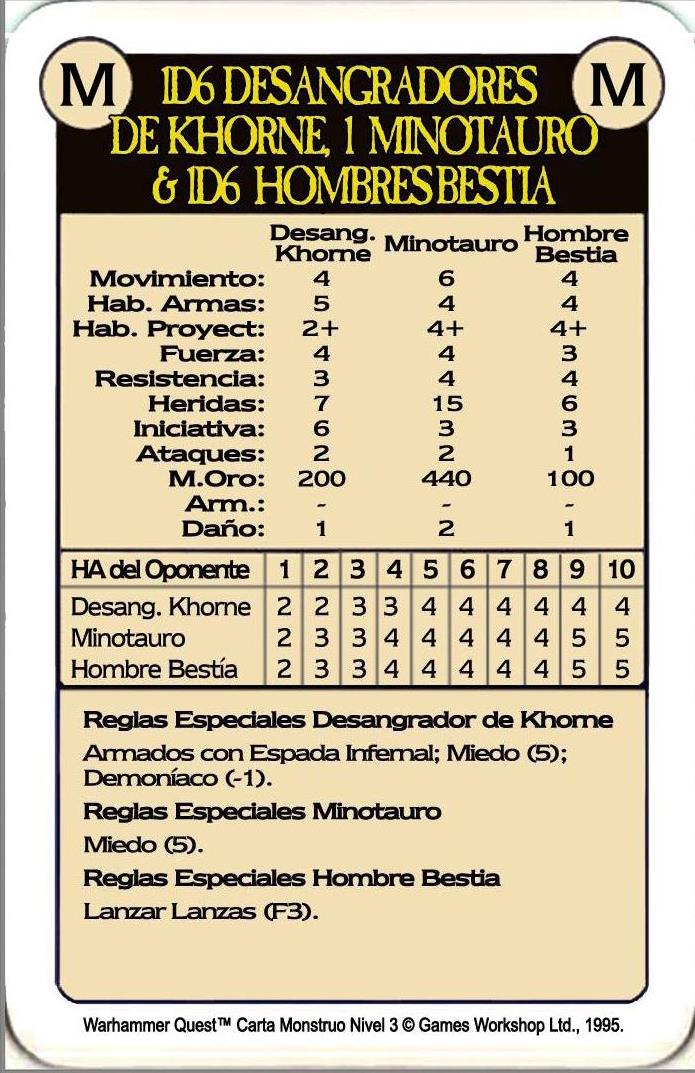 M 1D6 DESANGRADORES M
DE KHORNE, 1 MINOTAURO
& 1D6 HOMBRES BESTIA
Desang. Khorne Minotauro Hombre Bestia
Movimiento: 4 6 4
Hab. Armas: 5 4 4
Hab. Proyect: 2+ 4+ 4+
Fuerza: 4 4 3
Resistencia: 3 4 4
Heridas: 7 15 6
Iniciativa: 6 3 3
Ataques: 2 2 1
M.Oro: 200 440 100
Arm.: - - -
Daño: 1 2 1
HA del Oponente 1 2 3 4 5 6 7 8 9 10
Desang. Khorne 2 2 3 3 4 4 4 4 4 4
Minotauro 2 3 3 4 4 4 4 4 5 5
Hombre Bestía 2 3 3 4 4 4 4 4 5 5
Reglas Especiales Desangrador de Khorne
Armados con Espada Infernal; Miedo (5);
Demoníaco (-1).
Reglas Especiales Minotauro
Miedo (5).
Reglas Especiales Hombre Bestia
Lanzar Lanzas (F3).
Warhammer Quest™ Carta Monstruo Nivel 3 © Games Workshop Ltd., 1995.